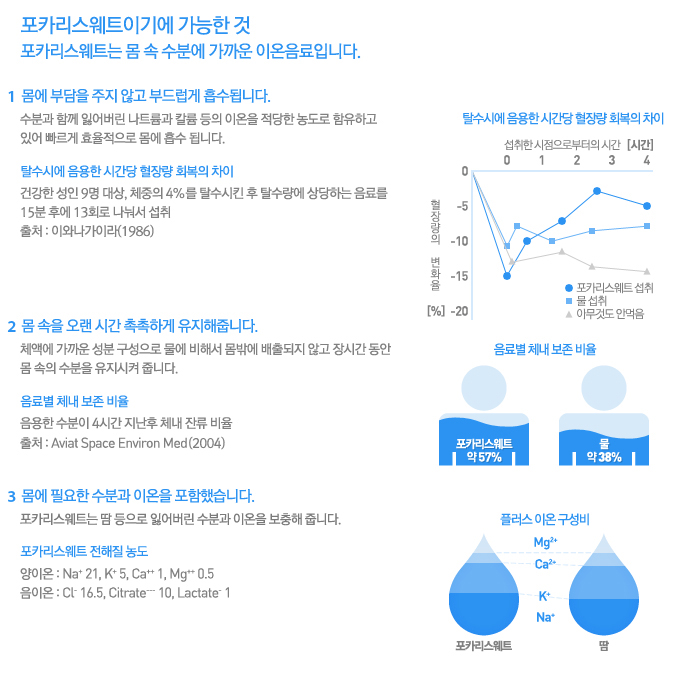 포카리스웨트이기에 가능한 것
포카리스웨트는 몸 속 수분에 가까운 이온음료입니다.
1 몸에 부담을 주지 않고 부드럽게 흡수됩니다.
수분과 함께 잃어버린 나트륨과 칼륨 등의 이온을 적당한 농도로 함유하고
있어 빠르게 효율적으로 몸에 흡수 됩니다.
탈수시에 음용한 시간당 혈장량 회복의 차이
건강한 성인 9명 대상, 체중의 4%를 탈수시킨 후 탈수량에 상당하는 음료를
15분 후에 13회로 나눠서 섭취
출처 : 이와나가이라(1986)
탈수시에 음용한 시간당 혈장량 회복의 차이
섭취한 시점으로부터의 시간 [시간]
0 1 2 3 4
0
-5
-10
-15
[%] -20
혈장량의 변화율
포카리스웨트 섭취
물 섭취
아무것도 안먹음
2 몸 속을 오랜 시간 촉촉하게 유지해줍니다.
체액에 가까운 성분 구성으로 물에 비해서 몸밖에 배출되지 않고 장시간 동안
몸 속의 수분을 유지시켜 줍니다.
음료별 체내 보존 비율
음용한 수분이 4시간 지난후 체내 잔류 비율
출처 : Aviat Space Environ Med(2004)
음료별 체내 보존 비율
포카리스웨트
약 57%
물
약 38%
3 몸에 필요한 수분과 이온을 포함했습니다.
포카리스웨트는 땀 등으로 잃어버린 수분과 이온을 보충해 줍니다.
포카리스웨트 전해질 농도
양이온 : Na⁺ 21, K⁺ 5, Ca⁺⁺ 1, Mg⁺⁺ 0.5
음이온 : Cl⁻ 16.5, Citrate⁻⁻⁻ 10, Lactate⁻ 1
플러스 이온 구성비
Mg²⁺
Ca²⁺
K⁺
Na⁺
포카리스웨트
땀